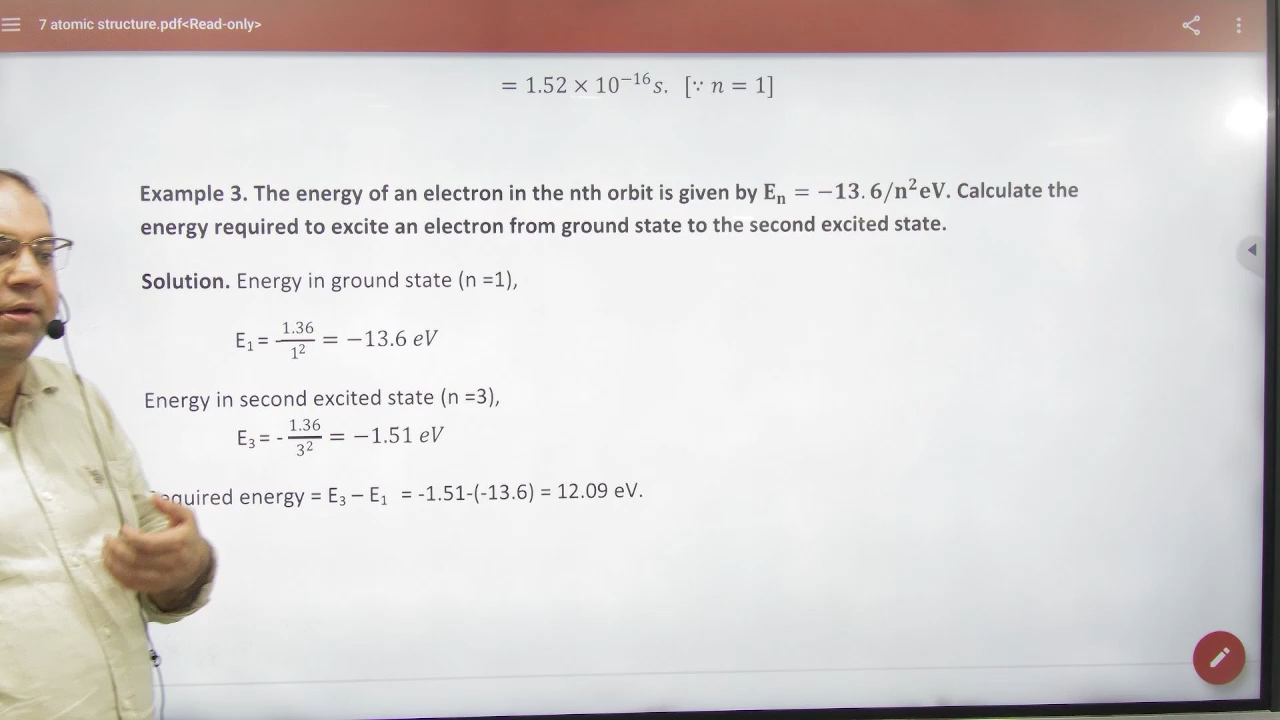 7 atomic structure.pdf<Read-only>
= 1.52 × 10⁻¹⁶ s. [∵ n = 1]
Example 3. The energy of an electron in the nth orbit is given by Eₙ = −13.6/n²eV. Calculate the
energy required to excite an electron from ground state to the second excited state.
Solution. Energy in ground state (n =1),
E₁ = - 1.36/1² = −13.6 eV
Energy in second excited state (n =3),
E₃ = - 1.36/3² = −1.51 eV
energy = E₃ – E₁ = -1.51-(-13.6) = 12.09 eV.